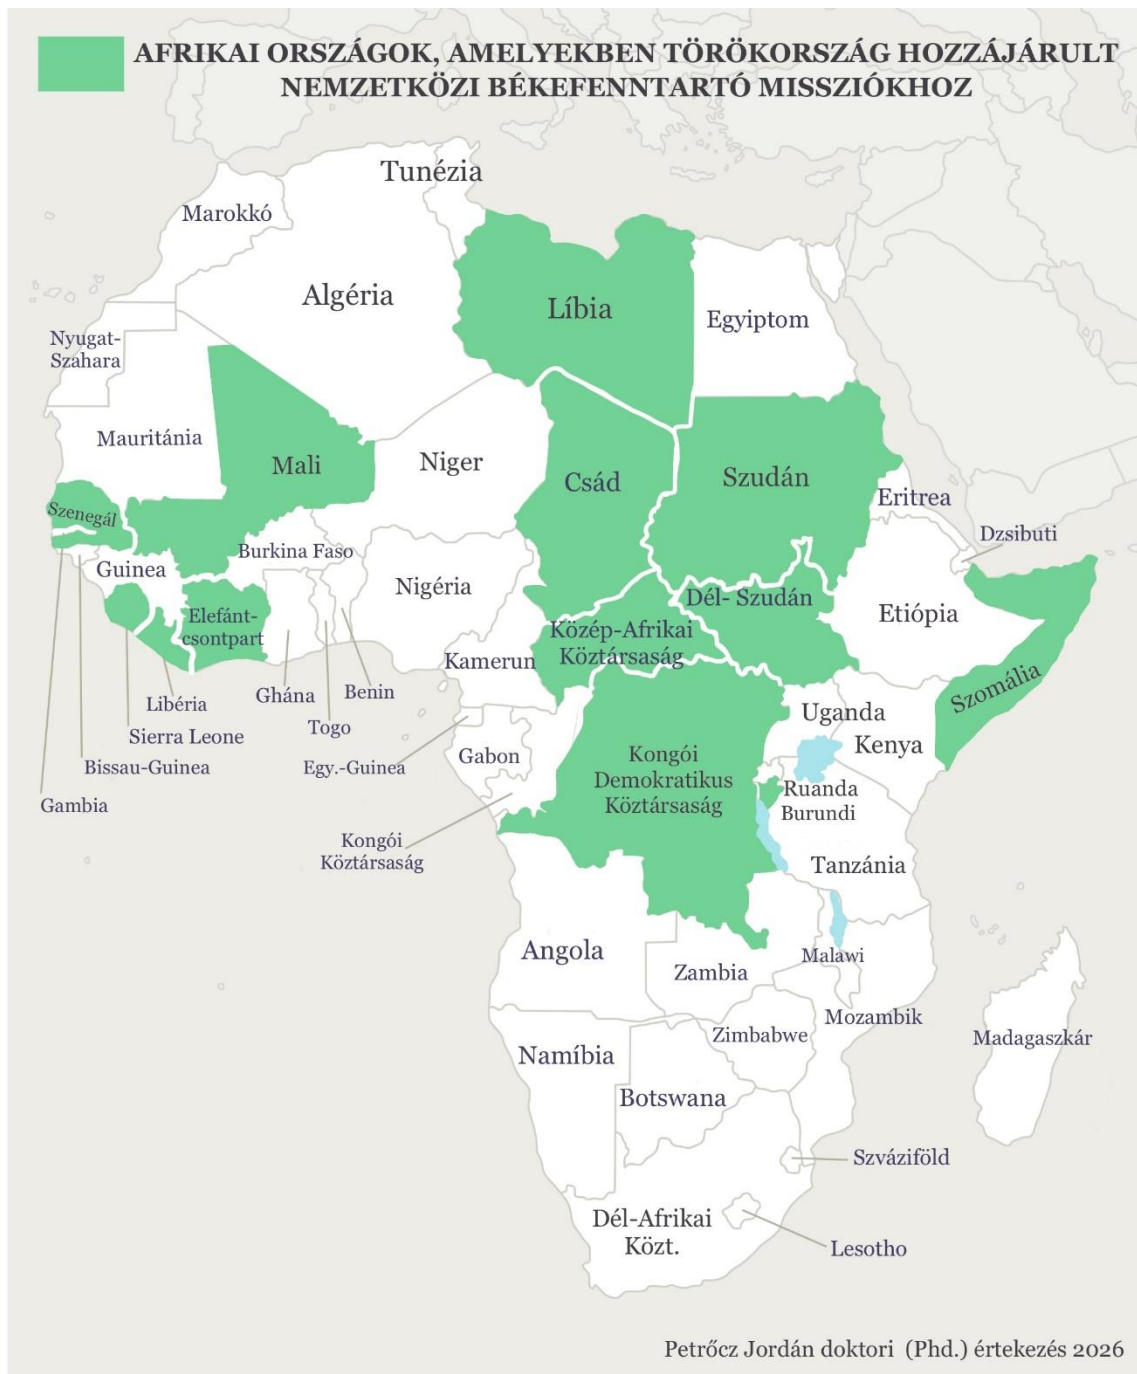 AFRIKAI ORSZÁGOK, AMELYEKBEN TÖRÖKORSZÁG HOZZÁJÁRULT
NEMZETKÖZI BÉKEFENNTARTÓ MISSZIÓKHOZ
Tunézia
Marokkó
Algéria
Líbia
Egyiptom
Nyugat-
Szahara
Mauritánia
Mali
Niger
Csád
Szudán
Eritrea
Szenegál
Dzsibuti
Burkina Faso
Guinea
Nigéria
Dél- Szudán
Etiópia
Elefánt-
csontpart
Közép-Afrikai
Köztársaság
Kamerun
Szomália
Ghána
Benin
Libéria
Togo
Sierra Leone
Bissau-Guinea
Gambia
Egy.-Guinea
Gabon
Uganda
Kenya
Kongói
Demokratikus
Köztársaság
Ruanda
Burundi
Kongói
Köztársaság
Tanzánia
Angola
Zambia
Malawi
Mozambik
Zimbabwe
Madagaszkár
Namíbia
Botswana
Szváziföld
Dél-Afrikai
Közt.
Lesotho
Petrőcz Jordán doktori (Phd.) értekezés 2026